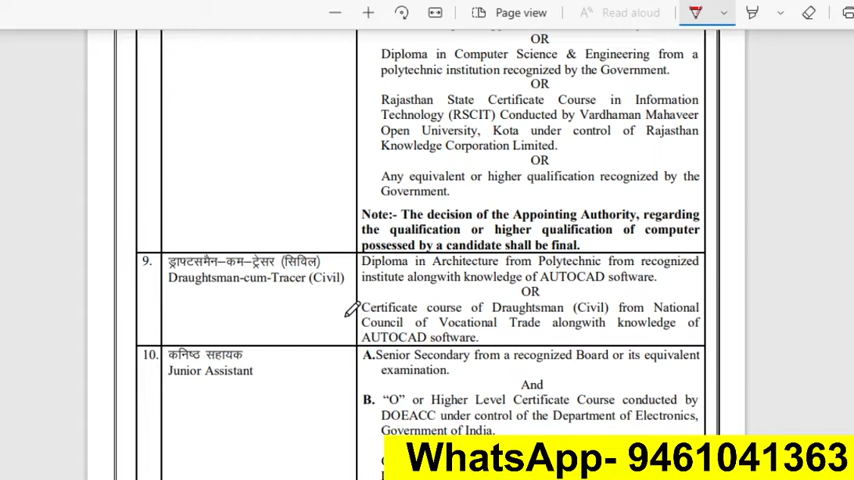 Page view
Read aloud
OR
Diploma in Computer Science & Engineering from a
polytechnic institution recognized by the Government.
OR
Rajasthan State Certificate Course in Information
Technology (RSCIT) Conducted by Vardhaman Mahaveer
Open University, Kota under control of Rajasthan
Knowledge Corporation Limited.
OR
Any equivalent or higher qualification recognized by the
Government.
Note:- The decision of the Appointing Authority, regarding
the qualification or higher qualification of computer
possessed by a candidate shall be final.
9.
ड्राफ्टसमैन–कम–ट्रेसर (सिविल)
Draughtsman-cum-Tracer (Civil)
Diploma in Architecture from Polytechnic from recognized
institute alongwith knowledge of AUTOCAD software.
OR
Certificate course of Draughtsman (Civil) from National
Council of Vocational Trade alongwith knowledge of
AUTOCAD software.
10.
कनिष्ठ सहायक
Junior Assistant
A.Senior Secondary from a recognized Board or its equivalent
examination.
And
B. “O” or Higher Level Certificate Course conducted by
DOEACC under control of the Department of Electronics,
Government of India.
WhatsApp- 9461041363